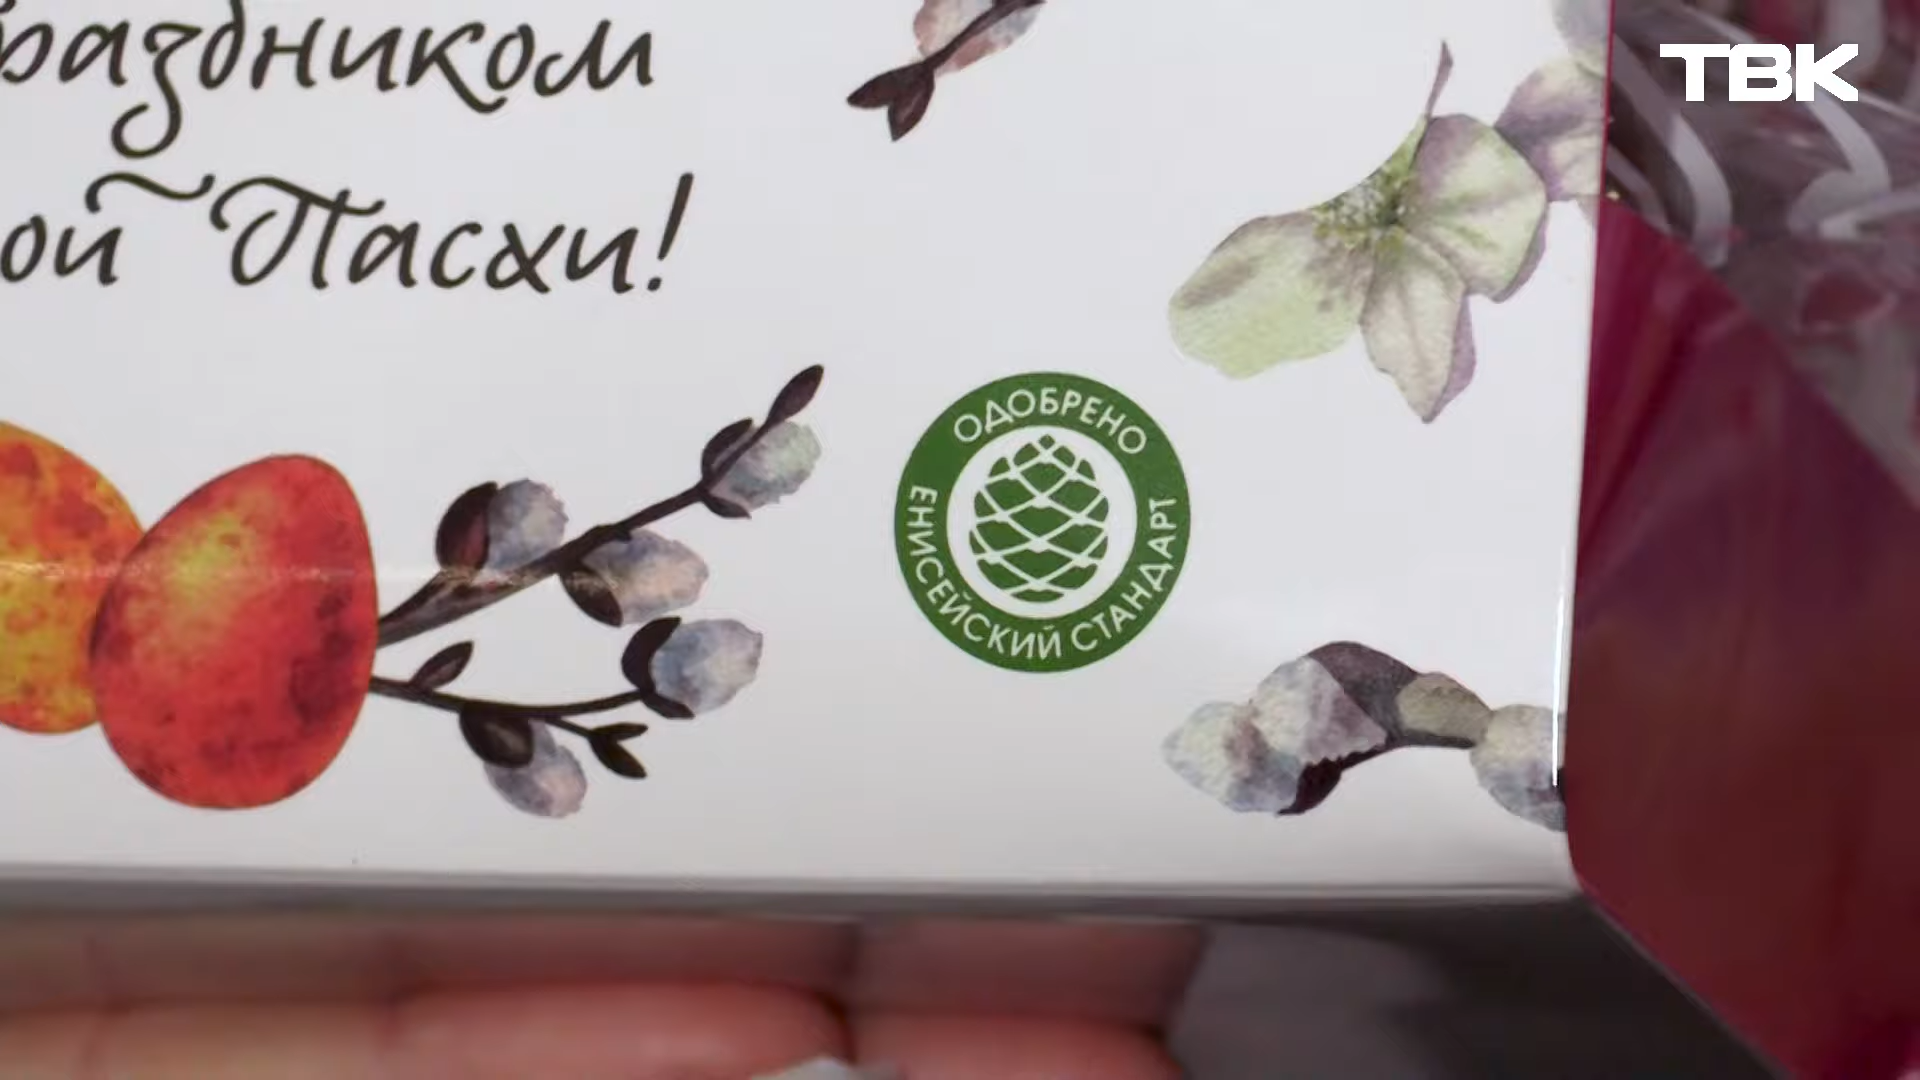 раздником
ой Пасхи!
ТВК
ОДОБРЕНО
ЕНИСЕЙСКИЙ СТАНДАРТ